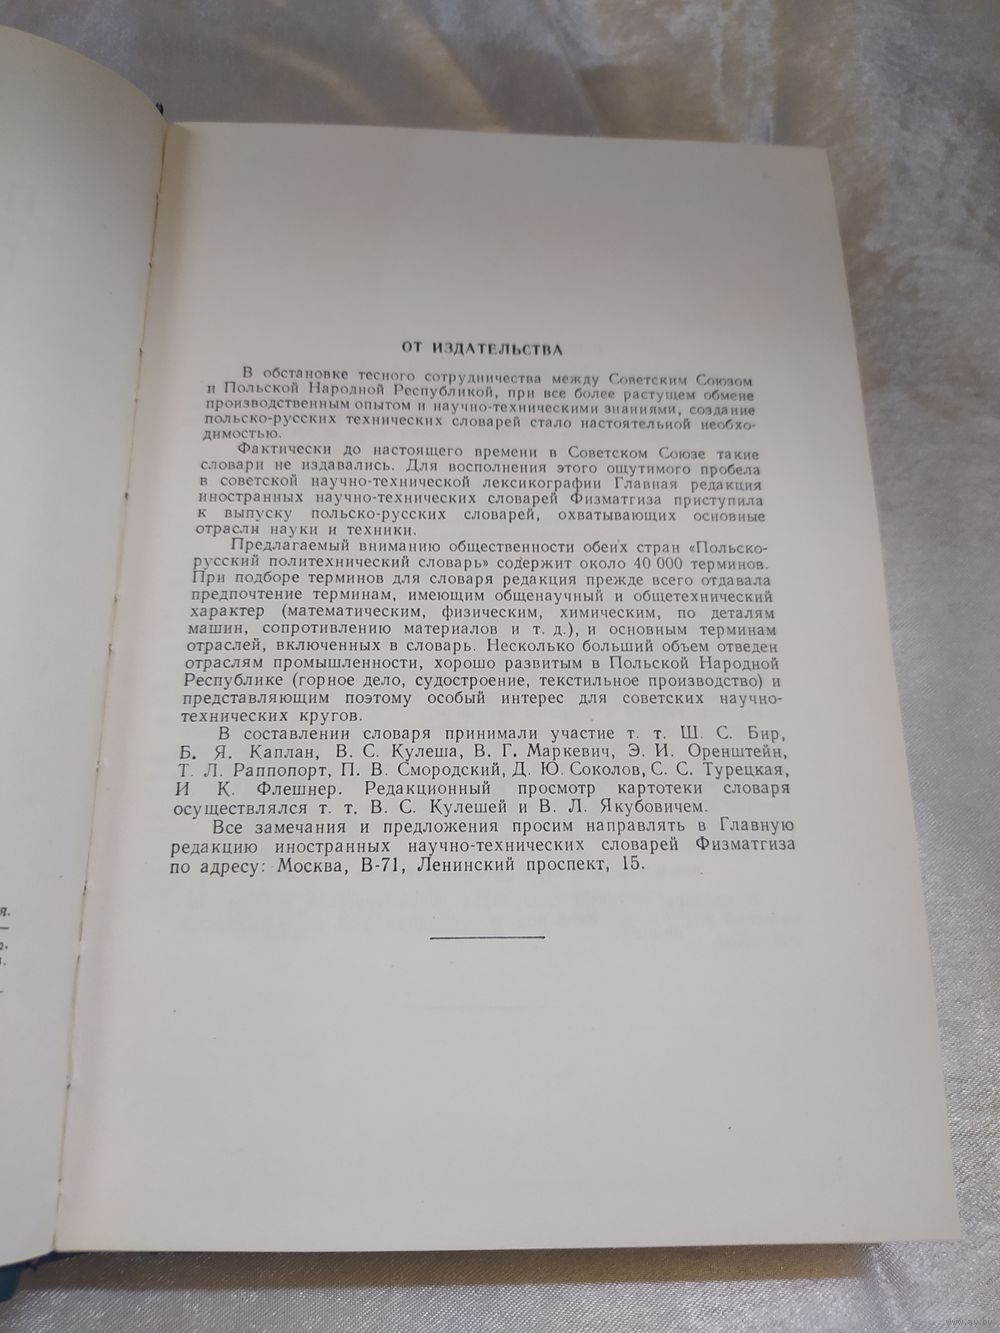 ОТ ИЗДАТЕЛЬСТВА
В обстановке тесного сотрудничества между Советским Союзом
и Польской Народной Республикой, при все более растущем обмене
производственным опытом и научно-техническими знаниями, создание
польско-русских технических словарей стало настоятельной необхо-
димостью.
Фактически до настоящего времени в Советском Союзе такие
словари не издавались. Для восполнения этого ощутимого пробела
в советской научно-технической лексикографии Главная редакция
иностранных научно-технических словарей Физматгиза приступила
к выпуску польско-русских словарей, охватывающих основные
отрасли науки и техники.
Предлагаемый вниманию общественности обеих стран «Польско-
русский политехнический словарь» содержит около 40 000 терминов.
При подборе терминов для словаря редакция прежде всего отдавала
предпочтение терминам, имеющим общенаучный и общетехнический
характер (математическим, физическим, химическим, по деталям
машин, сопротивлению материалов и т. д.), и основным терминам
отраслей, включенных в словарь. Несколько больший объем отведен
отраслям промышленности, хорошо развитым в Польской Народной
Республике (горное дело, судостроение, текстильное производство) и
представляющим поэтому особый интерес для советских научно-
технических кругов.
В составлении словаря принимали участие т. т. Ш. С. Бир,
Б. Я. Каплан, В. С. Кулеша, В. Г. Маркевич, Э. И. Оренштейн,
Т. Л. Раппопорт, П. В. Смородский, Д. Ю. Соколов, С. С. Турецкая,
И К. Флешнер. Редакционный просмотр картотеки словаря
осуществлялся т. т. В. С. Кулешей и В. Л. Якубовичем.
Все замечания и предложения просим направлять в Главную
редакцию иностранных научно-технических словарей Физматгиза
по адресу: Москва, В-71, Ленинский проспект, 15.